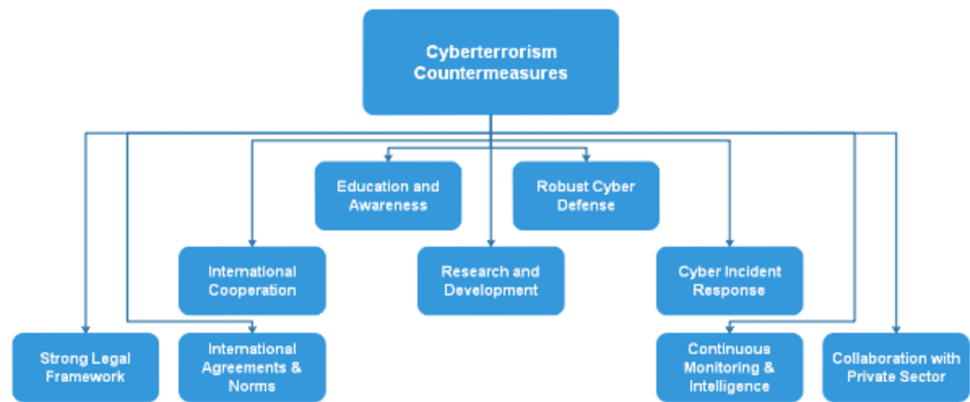 Cyberterrorism
Countermeasures
Education and
Awareness
Robust Cyber
Defense
International
Cooperation
Research and
Development
Cyber Incident
Response
Strong Legal
Framework
International
Agreements &
Norms
Continuous
Monitoring &
Intelligence
Collaboration with
Private Sector